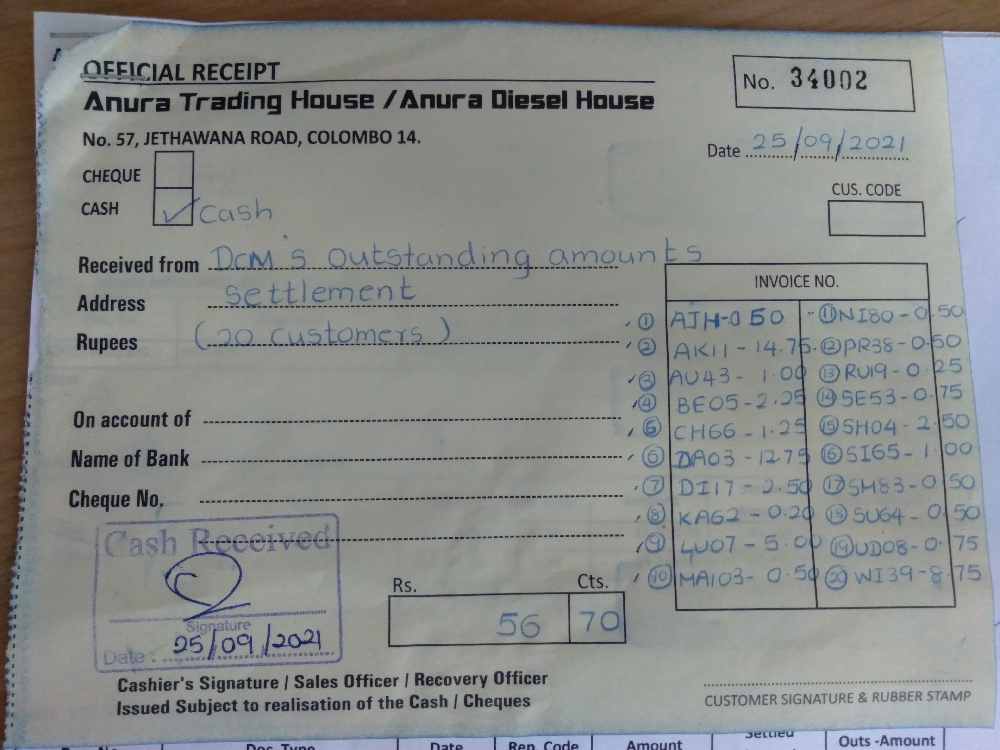 OFFICIAL RECEIPT
Anura Trading House / Anura Diesel House
No. 57, JETHAWANA ROAD, COLOMBO 14.
No. 34002
Date 25/09/2021
CHEQUE
CASH ✓ Cash
CUS. CODE
Received from DCM's outstanding amounts
Address settlement
Rupees (20 customers)
On account of
Name of Bank
Cheque No.
INVOICE NO.
① AJH-0 50
② AK11 - 14.75
③ AU43 - 1.00
④ BE05 - 2.25
⑤ CH66 - 1.25
⑥ DA03 - 12.75
⑦ DI17 - 2.50
⑧ KA62 - 0.20
⑨ LU07 - 5.00
⑩ MA103 - 0.50
⑪ NI80 - 0.50
⑫ PR38 - 0.50
⑬ RU19 - 0.25
⑭ SE53 - 0.75
⑮ SH04 - 2.50
⑯ SI65 - 1.00
⑰ SM83 - 0.50
⑱ SU64 - 0.50
⑲ UD08 - 0.75
⑳ WI39 - 8.75
Cash Received
Signature
Date: 25/09/2021
Rs. Cts.
56 70
Cashier's Signature / Sales Officer / Recovery Officer
Issued Subject to realisation of the Cash / Cheques
CUSTOMER SIGNATURE & RUBBER STAMP
Doc. Type Date Rep. Code Amount Settled Outs -Amount